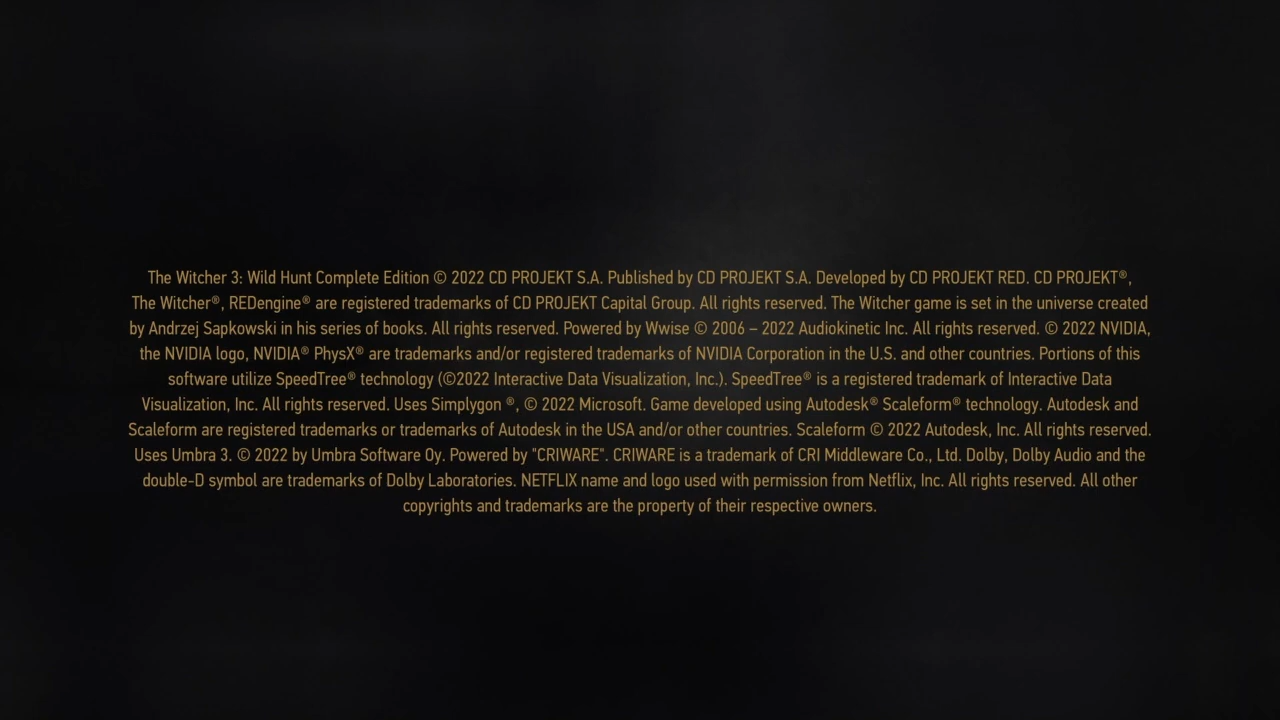 The Witcher 3: Wild Hunt Complete Edition © 2022 CD PROJEKT S.A. Published by CD PROJEKT S.A. Developed by CD PROJEKT RED. CD PROJEKT®,
The Witcher®, REDengine® are registered trademarks of CD PROJEKT Capital Group. All rights reserved. The Witcher game is set in the universe created
by Andrzej Sapkowski in his series of books. All rights reserved. Powered by Wwise © 2006 – 2022 Audiokinetic Inc. All rights reserved. © 2022 NVIDIA,
the NVIDIA logo, NVIDIA® PhysX® are trademarks and/or registered trademarks of NVIDIA Corporation in the U.S. and other countries. Portions of this
software utilize SpeedTree® technology (©2022 Interactive Data Visualization, Inc.). SpeedTree® is a registered trademark of Interactive Data
Visualization, Inc. All rights reserved. Uses Simplygon ®, © 2022 Microsoft. Game developed using Autodesk® Scaleform® technology. Autodesk and
Scaleform are registered trademarks or trademarks of Autodesk in the USA and/or other countries. Scaleform © 2022 Autodesk, Inc. All rights reserved.
Uses Umbra 3. © 2022 by Umbra Software Oy. Powered by "CRIWARE". CRIWARE is a trademark of CRI Middleware Co., Ltd. Dolby, Dolby Audio and the
double-D symbol are trademarks of Dolby Laboratories. NETFLIX name and logo used with permission from Netflix, Inc. All rights reserved. All other
copyrights and trademarks are the property of their respective owners.